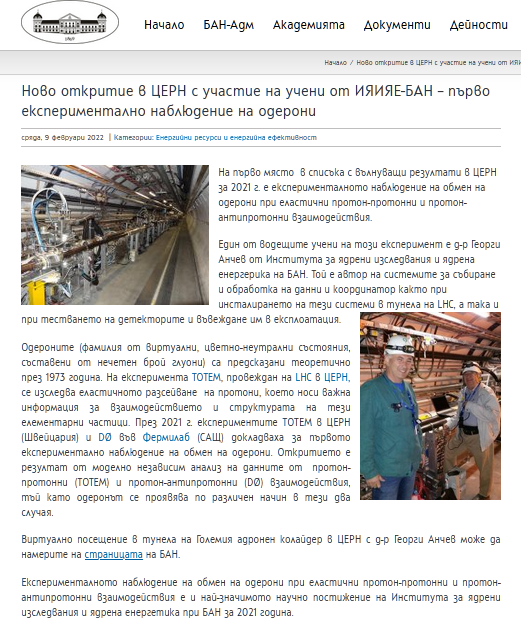 1869
Начало БАН-Адм Академията Документи Дейности
Начало / Ново откритие в ЦЕРН с участие на учени от ИЯИЯ
Ново откритие в ЦЕРН с участие на учени от ИЯИЯЕ-БАН – първо
експериментално наблюдение на одерони
сряда, 9 февруари 2022 | Категории: Енергийни ресурси и енергийна ефективност
На първо място в списъка с вълнуващи резултати в ЦЕРН
за 2021 г. е експерименталното наблюдение на обмен на
одерони при еластични протон-протонни и протон-
антипротонни взаимодействия.
Един от водещите учени на този експеримент е д-р Георги
Анчев от Института за ядрени изследвания и ядрена
енергерика на БАН. Той е автор на системите за събиране
и обработка на данни и координатор както при
инсталирането на тези системи в тунела на LHC, а така и
при тестването на детекторите и въвеждане им в експлоатация.
Одероните (фамилия от виртуални, цветно-неутрални състояния,
съставени от нечетен брой глуони) са предсказани теоретично
през 1973 година. На експеримента ТОТЕМ, провеждан на LHC в ЦЕРН,
се изследва еластичното разсейване на протони, което носи важна
информация за взаимодействието и структурата на тези
елементарни частици. През 2021 г. експериментите ТОТЕМ в ЦЕРН
(Швейцария) и DØ във Фермилаб (САЩ) докладваха за първото
експериментално наблюдение на обмен на одерони. Откритието е
резултат от моделно независим анализ на данните от протон-
протонни (ТОТЕМ) и протон-антипротонни (DØ) взаимодействия,
тъй като одеронът се проявява по различен начин в тези два
случая.
Виртуално посещение в тунела на Големия адронен колайдер в ЦЕРН с д-р Георги Анчев може да
намерите на страницата на БАН.
Експерименталното наблюдение на обмен на одерони при еластични протон-протонни и протон-
антипротонни взаимодействия е и най-значимото научно постижение на Института за ядрени
изследвания и ядрена енергетика при БАН за 2021 година.